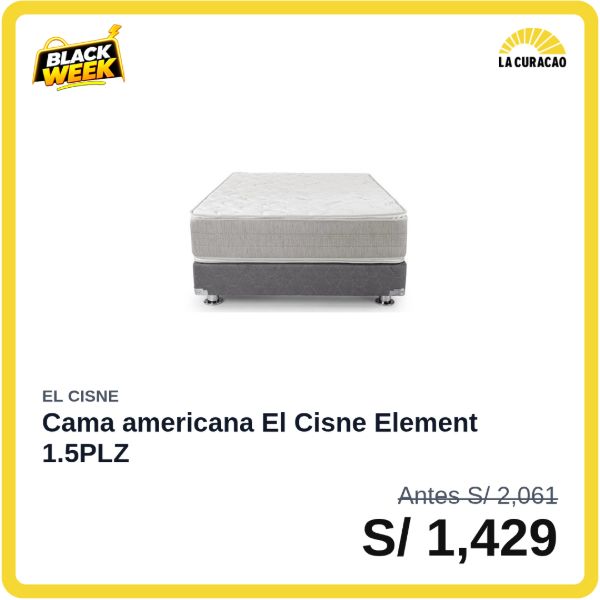 BLACK
WEEK
LA CURACAO
EL CISNE
Cama americana El Cisne Element
1.5PLZ
Antes S/ 2,061
S/ 1,429